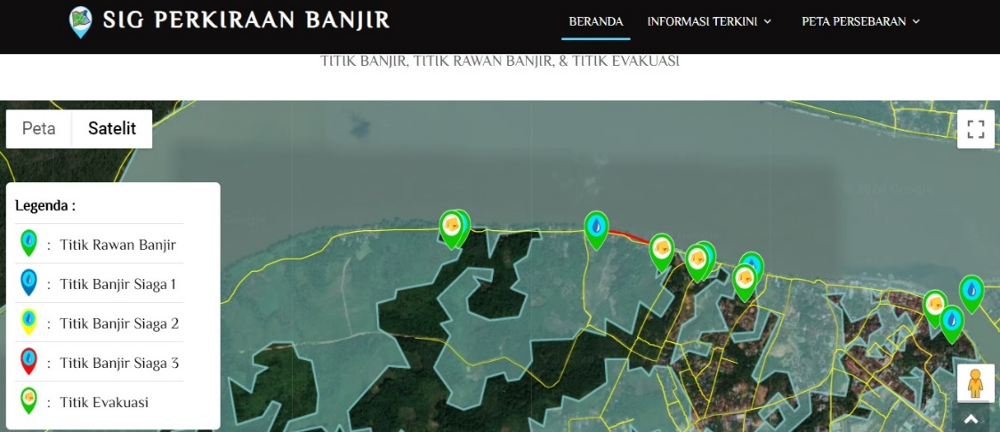 SIG PERKIRAAN BANJIR
BERANDA
INFORMASI TERKINI
PETA PERSEBARAN
TITIK BANJIR, TITIK RAWAN BANJIR, & TITIK EVAKUASI
Peta
Satelit
Legenda :
: Titik Rawan Banjir
: Titik Banjir Siaga 1
: Titik Banjir Siaga 2
: Titik Banjir Siaga 3
: Titik Evakuasi